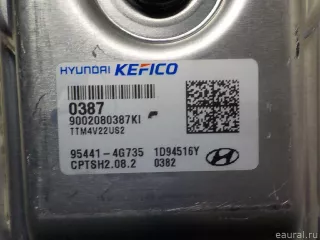 HYUNDAI KEFICO
0387
9002080387KI
TTM4V22US2
95441-4G735 1D94516Y
CPTSH2.08.2 0382
eaural.ru